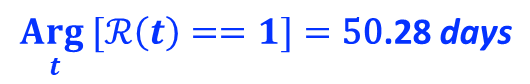 Arg [ℛ(t) == 1] = 50.28 days
t